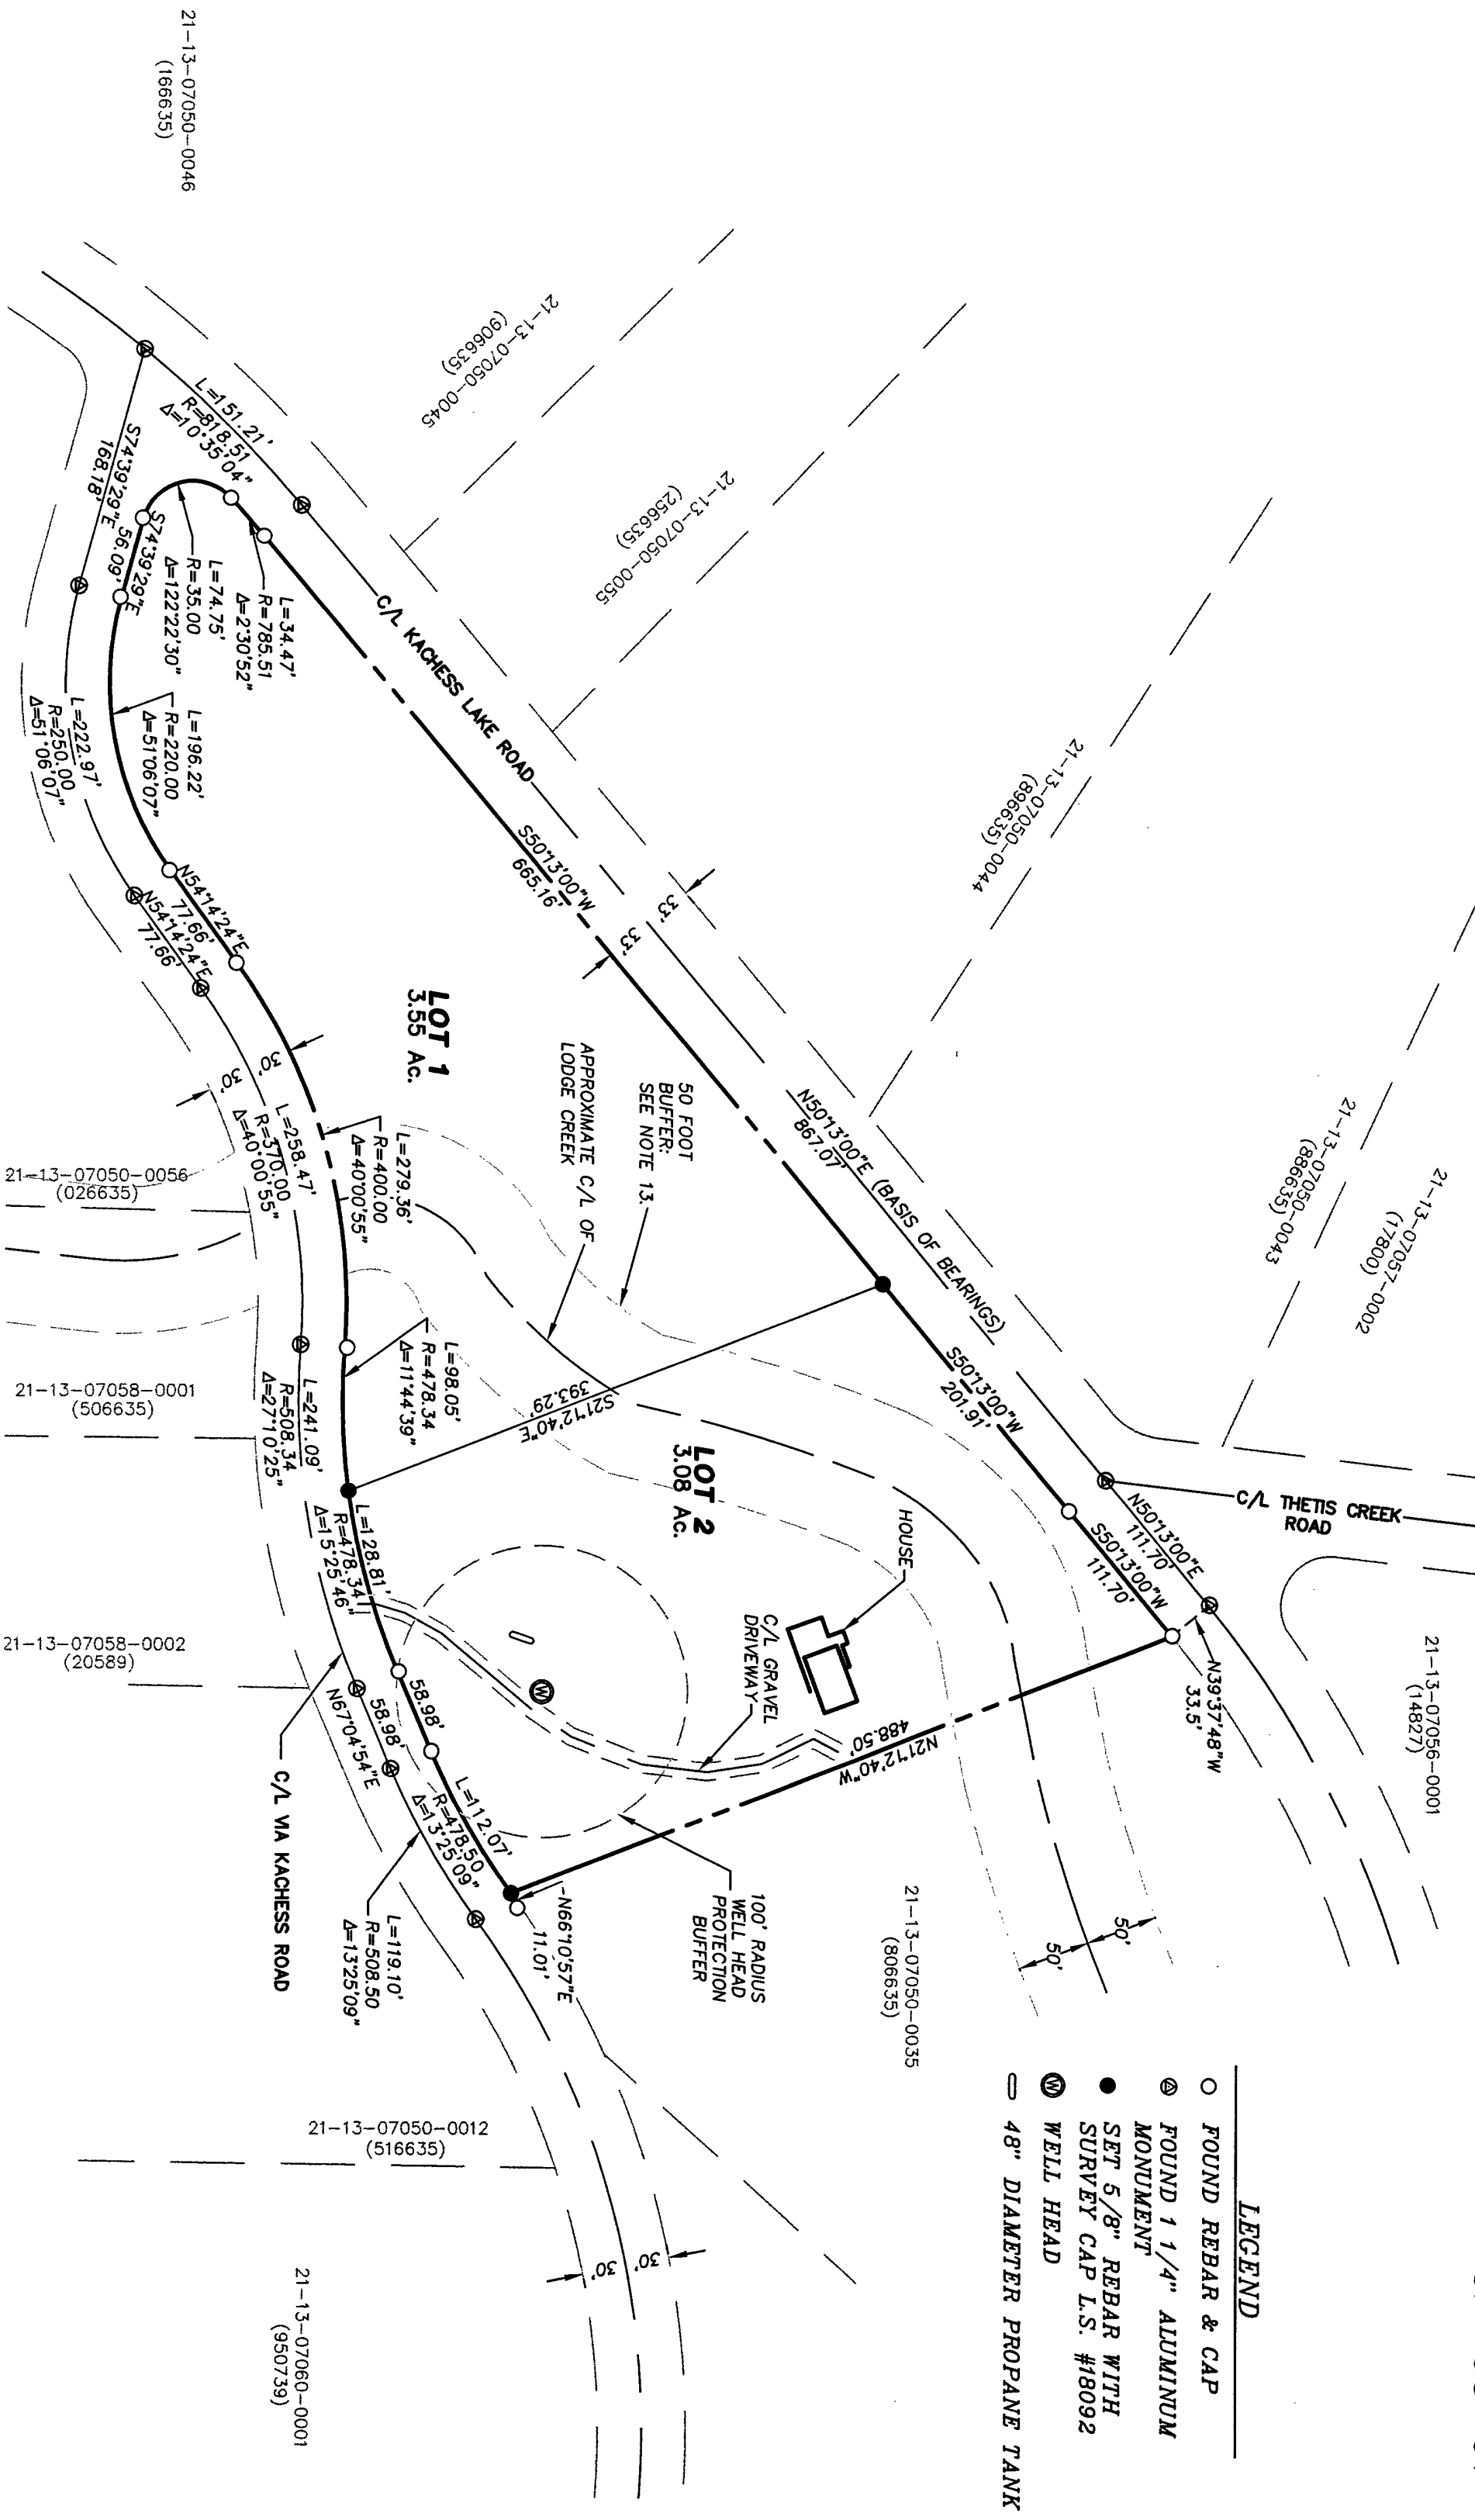 21-13-07050-0046
(166635)
21-13-07050-0045
(906635)
21-13-07050-0055
(256635)
21-13-07050-0044
(896635)
21-13-07050-0043
(886635)
21-13-07057-0002
(17800)
21-13-07056-0001
(14827)
L=151.21'
R=818.51
Δ=10°35'04"
C/L KACHESS LAKE ROAD
S74°39'29"E
168.18'
S74°39'29"E
56.09'
L=74.75'
R=35.00
Δ=122°22'30"
L=34.47'
R=785.51
Δ=2°30'52"
L=196.22'
R=220.00
Δ=51°06'07"
L=222.97'
R=250.00
Δ=51°06'07"
N54°14'24"E
77.66'
N54°14'24"E
77.66'
S50°13'00"W
665.16'
33'
33'
LOT 1
3.55 Ac.
30'
30'
APPROXIMATE C/L OF
LODGE CREEK
50 FOOT
BUFFER:
SEE NOTE 13.
L=279.36'
R=400.00
Δ=40°00'55"
L=258.47'
R=370.00
Δ=40°00'55"
21-13-07050-0056
(026635)
N50°13'00"E (BASIS OF BEARINGS)
867.07'
L=98.05'
R=478.34
Δ=11°44'39"
S21°12'40"E
393.29'
L=241.09'
R=508.34
Δ=27°10'25"
21-13-07058-0001
(506635)
S50°13'00"W
201.91'
LOT 2
3.08 Ac.
HOUSE
C/L THETIS CREEK
ROAD
N50°13'00"E
111.70'
S50°13'00"W
111.70'
N39°37'48"W
33.5'
L=128.81'
R=478.34
Δ=15°25'46"
C/L GRAVEL
DRIVEWAY
W
N21°12'40"W
488.50'
58.98'
58.98'
N67°04'54"E
21-13-07058-0002
(20589)
C/L VIA KACHESS ROAD
L=112.07'
R=478.50
Δ=13°25'09"
L=119.10'
R=508.50
Δ=13°25'09"
N66°10'57"E
11.01'
100' RADIUS
WELL HEAD
PROTECTION
BUFFER
21-13-07050-0035
(806635)
50'
50'
21-13-07050-0012
(516635)
30'
30'
21-13-07060-0001
(950739)
LEGEND
FOUND REBAR & CAP
FOUND 1 1/4" ALUMINUM
MONUMENT
SET 5/8" REBAR WITH
SURVEY CAP L.S. #18092
W WELL HEAD
48" DIAMETER PROPANE TANK